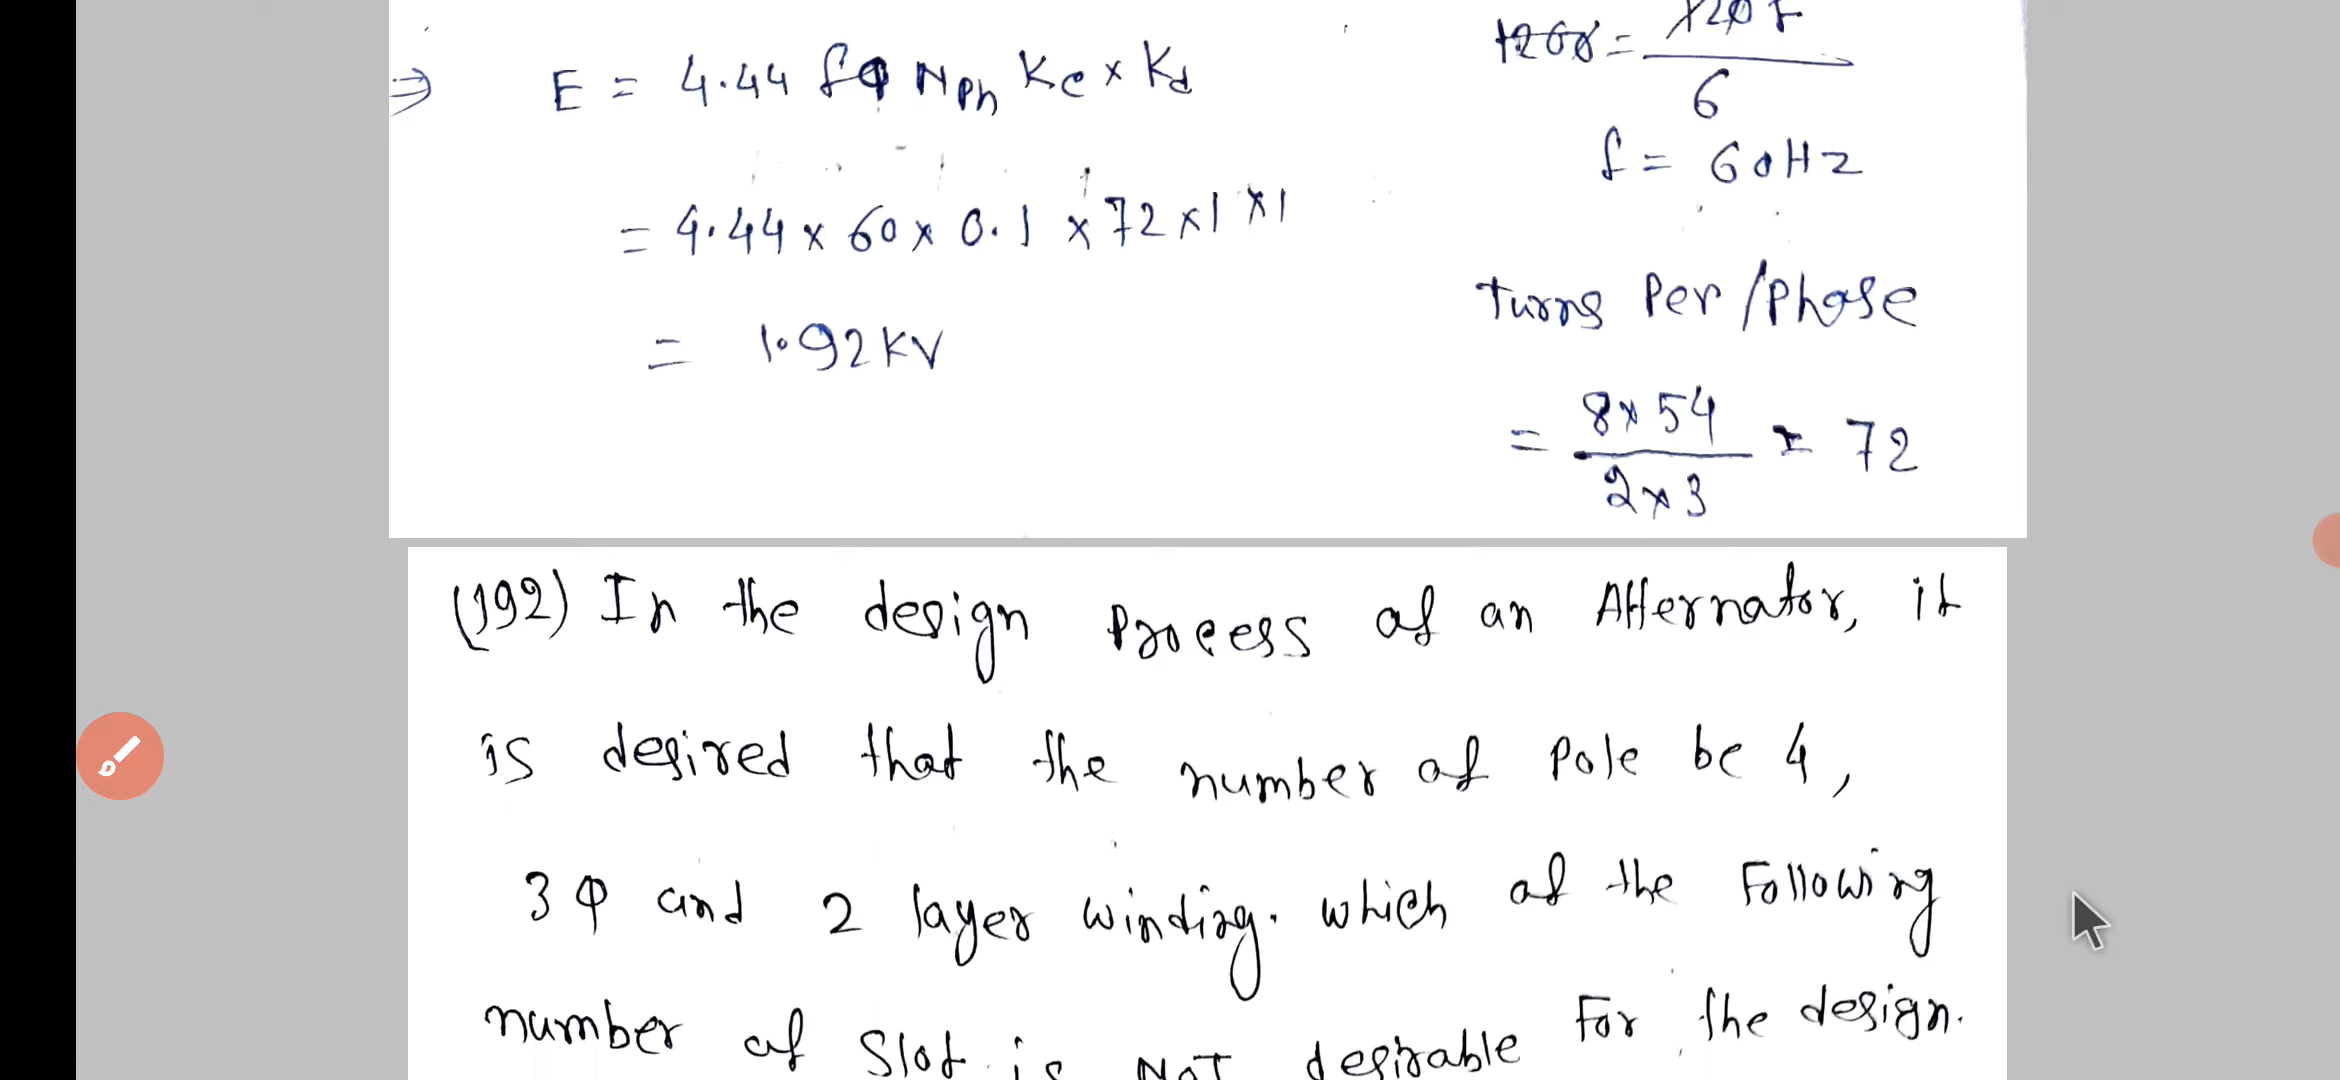 ⇒ E = 4.44 fΦ NPh Kc × Kd
= 4.44 × 60 × 0.1 × 72 × 1 × 1
= 1.92 KV
1200 = 120 F / 6
f = 60 Hz
Turns Per / Phase
= 8 × 54 / 2 × 3 = 72
(192) In the design Process of an Alternator, it
is desired that the number of Pole be 4,
3 Φ and 2 layer winding. which of the Following
number of Slot is NOT desirable For the design.